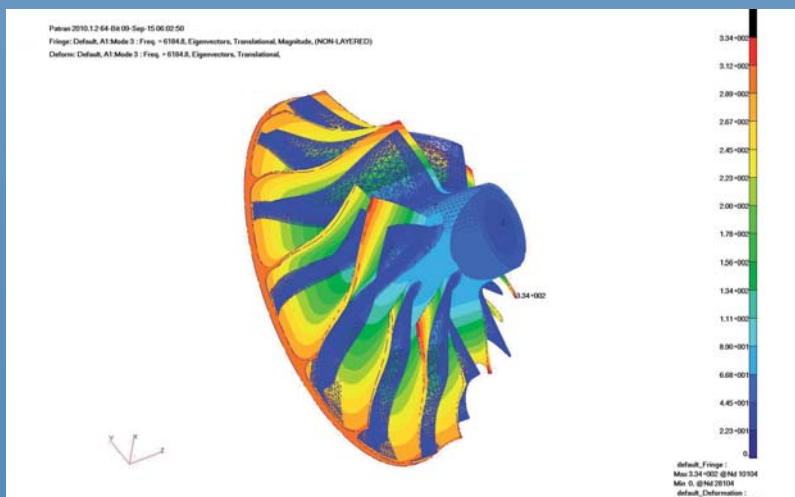 Patran 2010.1.2 64-Bit 09-Sep-15 06:02:50
Fringe: Default, A1:Mode 3 : Freq. = 6184.8, Eigenvectors, Translational, Magnitude, (NON-LAYERED)
Deform: Default, A1:Mode 3 : Freq. = 6184.8, Eigenvectors, Translational,
3.34+002
3.12+002
2.89+002
2.67+002
2.45+002
2.23+002
2.00+002
1.78+002
1.56+002
1.34+002
1.11+002
8.90+001
6.68+001
4.45+001
2.23+001
0.
3.34+002
Y X Z
default_Fringe :
Max 3.34+002 @Nd 10104
Min 0. @Nd 28104
default_Deformation :